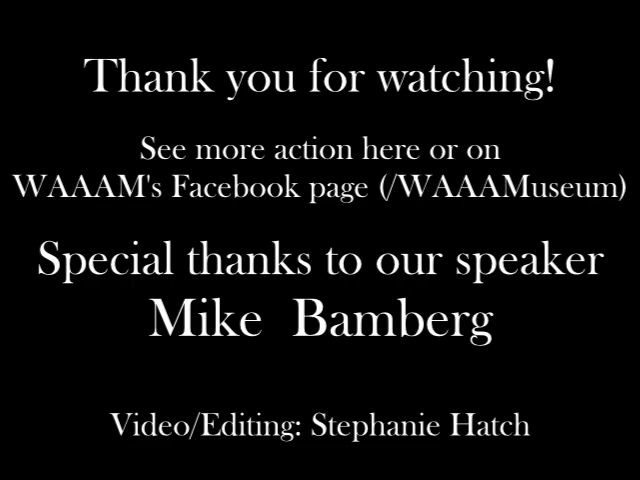 Thank you for watching!
See more action here or on
WAAAM's Facebook page (/WAAAMuseum)
Special thanks to our speaker
Mike Bamberg
Video/Editing: Stephanie Hatch